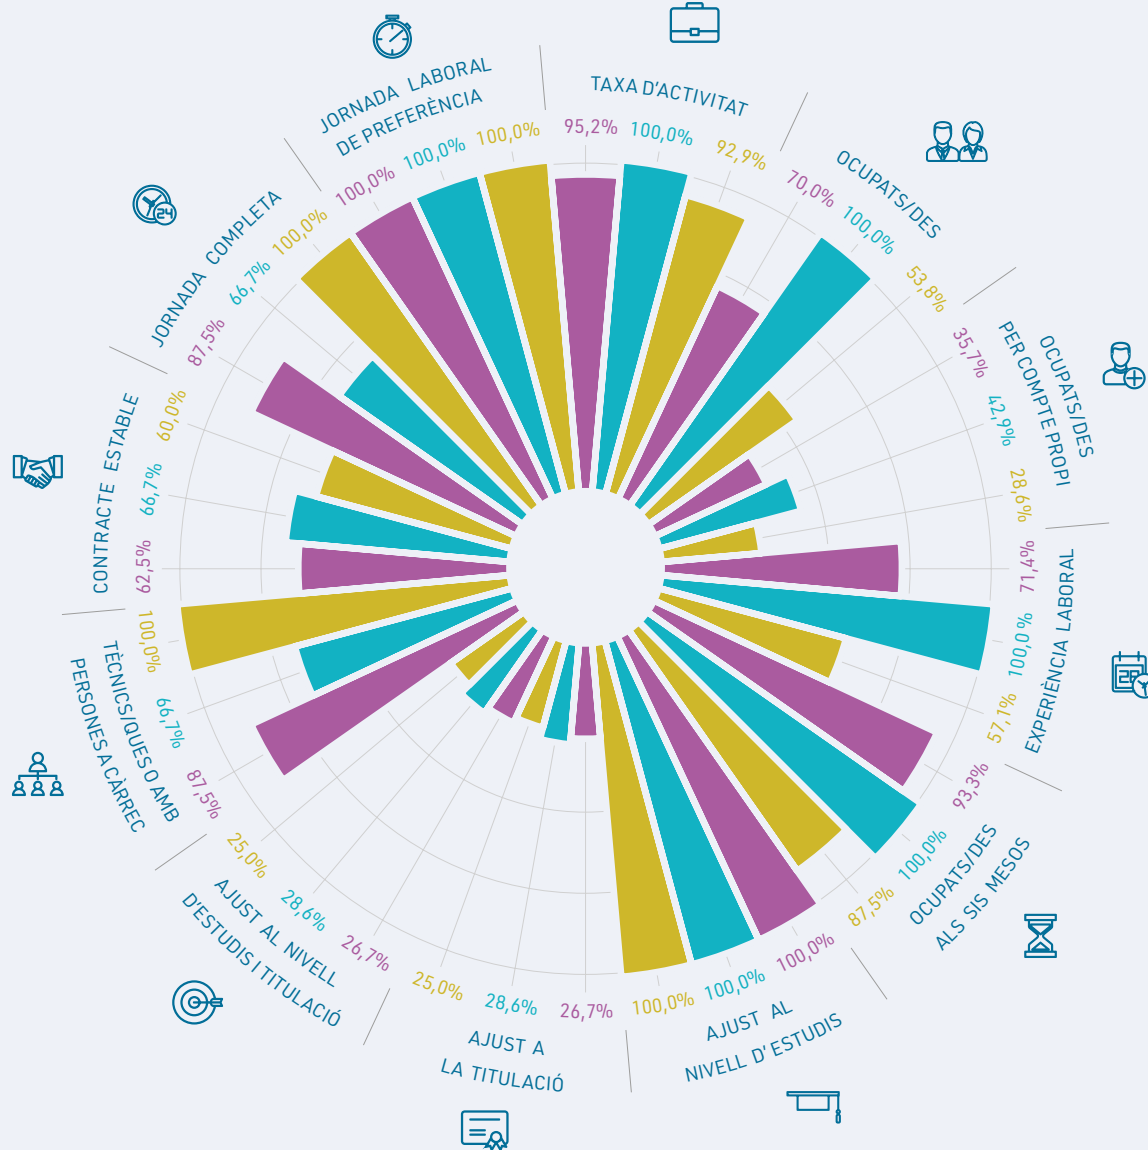 TAXA D'ACTIVITAT
95,2%
100,0%
92,9%
OCUPATS/DES
70,0%
100,0%
53,8%
OCUPATS/DES
PER COMPTE PROPI
35,7%
42,9%
28,6%
EXPERIÈNCIA LABORAL
71,4%
100,0 %
57,1%
OCUPATS/DES
ALS SIS MESOS
93,3%
100,0%
87,5%
AJUST AL
NIVELL D'ESTUDIS
100,0%
100,0%
100,0%
AJUST A
LA TITULACIÓ
26,7%
28,6%
25,0%
AJUST AL NIVELL
D'ESTUDIS I TITULACIÓ
26,7%
28,6%
25,0%
TÈCNICS/QUES O AMB
PERSONES A CÀRREC
87,5%
66,7%
100,0%
CONTRACTE ESTABLE
62,5%
66,7%
60,0%
JORNADA COMPLETA
87,5%
66,7%
100,0%
24
JORNADA LABORAL
DE PREFERÈNCIA
100,0%
100,0%
100,0%